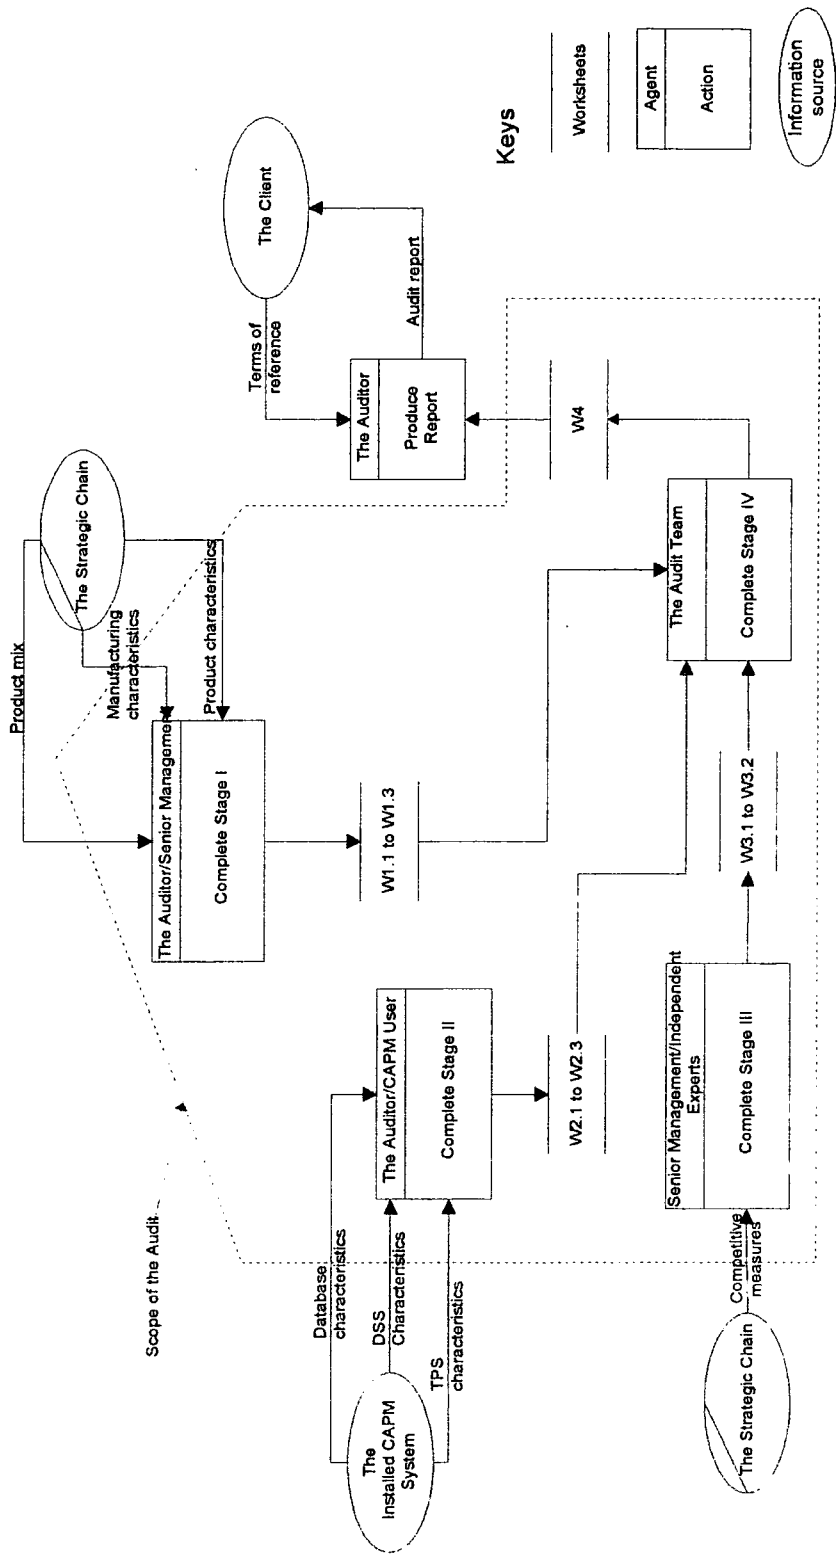 Product mix
The Strategic Chain
Manufacturing
characteristics
Product characteristics
The Auditor/Senior Management
Complete Stage I
W1.1 to W1.3
Scope of the Audit
The Client
Terms of
reference
Audit report
The Auditor
Produce
Report
W4
The
Installed CAPM
System
Database
characteristics
DSS
Characteristics
TPS
characteristics
The Auditor/CAPM User
Complete Stage II
W2.1 to W2.3
The Audit Team
Complete Stage IV
The Strategic Chain
Competitive
measures
Senior Management/Independent
Experts
Complete Stage III
W3.1 to W3.2
Keys
Worksheets
Agent
Action
Information
source